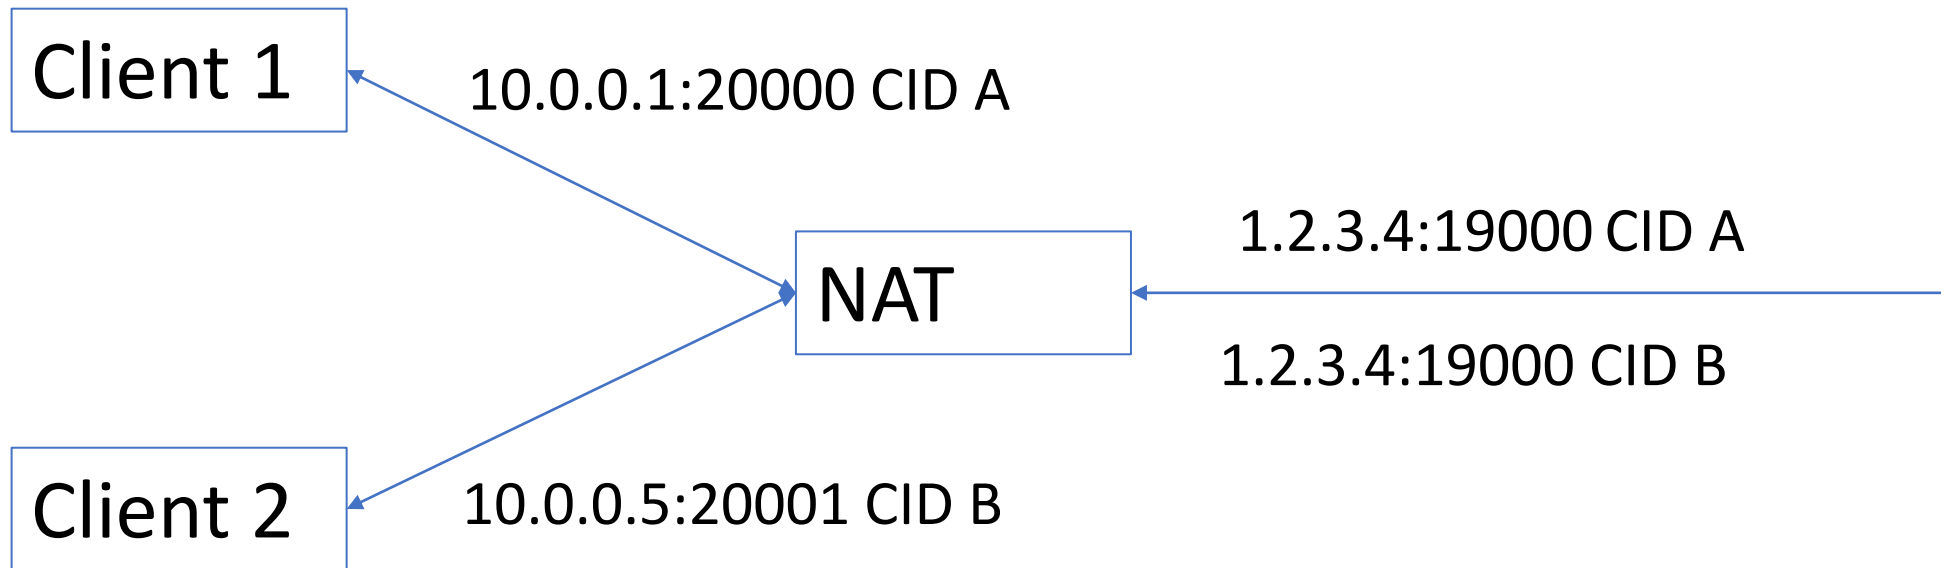 Client 1
10.0.0.1:20000 CID A
1.2.3.4:19000 CID A
NAT
1.2.3.4:19000 CID B
Client 2
10.0.0.5:20001 CID B